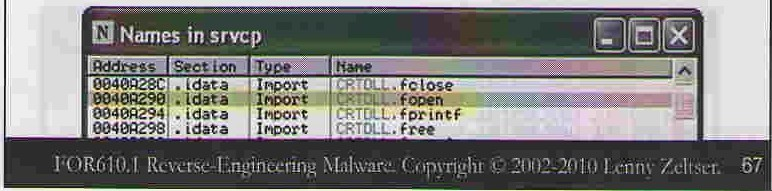 N Names in srvcp
Address Section Type Name
0040A28C .idata Import CRTDLL.fclose
0040A290 .idata Import CRTDLL.fopen
0040A294 .idata Import CRTDLL.fprintf
0040A298 .idata Import CRTDLL.free
FOR610.1 Reverse-Engineering Malware. Copyright © 2002-2010 Lenny Zeltser. 67